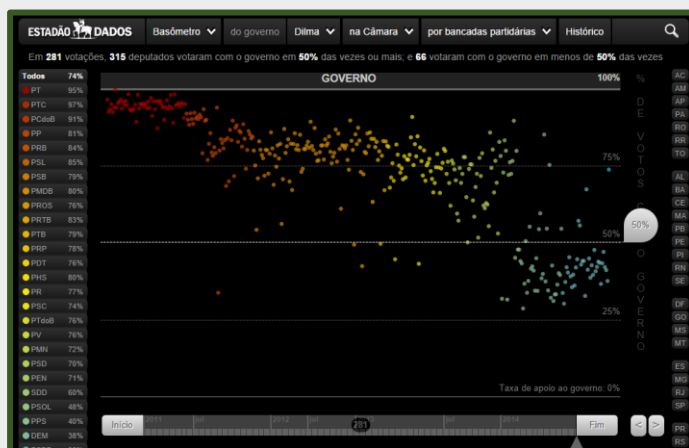 ESTADÃO DADOS Basômetro do governo Dilma na Câmara por bancadas partidárias Histórico
Em 281 votações, 315 deputados votaram com o governo em 50% das vezes ou mais; e 66 votaram com o governo em menos de 50% das vezes
Todos 74%
PT 95%
PTC 97%
PCdoB 91%
PP 81%
PRB 84%
PSL 85%
PSB 79%
PMDB 80%
PROS 76%
PRTB 83%
PTB 79%
PRP 78%
PDT 76%
PHS 80%
PR 77%
PSC 74%
PTdoB 76%
PV 76%
PMN 72%
PSD 70%
PEN 71%
SDD 60%
PSOL 48%
PPS 40%
DEM 38%
GOVERNO 100%
75%
50%
25%
Taxa de apoio ao governo: 0%
% DE VOTOS C O GOVERNO
50%
Início 2011 jul 2012 jul jul 2014 Fim < >
281
AC
AM
AP
PA
RO
RR
TO
AL
BA
CE
MA
PB
PE
PI
RN
SE
DF
GO
MS
MT
ES
MG
RJ
SP
PR
RS